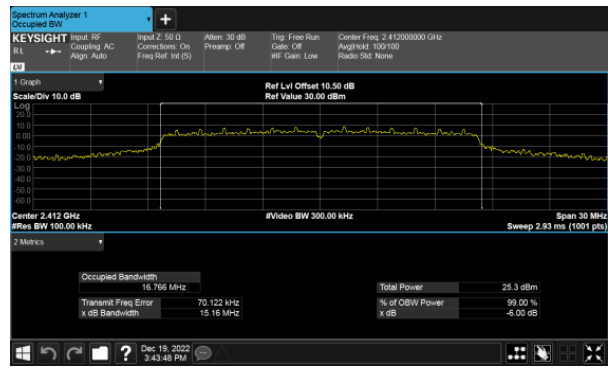 Spectrum Analyzer 1
Occupied BW
+
KEYSIGHT Input: RF Input Z: 50 Ω Atten: 30 dB Trig: Free Run Center Freq: 2.412000000 GHz
RL Coupling: AC Corrections: On Preamp: Off Gate: Off Avg|Hold: 100/100
Align: Auto Freq Ref: Int (S) #IF Gain: Low Radio Std: None
LXI
1 Graph
Ref Lvl Offset 10.50 dB
Scale/Div 10.0 dB Ref Value 30.00 dBm
Log
20.0
10.0
0.00
-10.0
-20.0
-30.0
-40.0
-50.0
-60.0
Center 2.412 GHz #Video BW 300.00 kHz Span 30 MHz
#Res BW 100.00 kHz Sweep 2.93 ms (1001 pts)
2 Metrics
Occupied Bandwidth
16.766 MHz Total Power 25.3 dBm
Transmit Freq Error 70.122 kHz % of OBW Power 99.00 %
x dB Bandwidth 15.16 MHz x dB -6.00 dB
? Dec 19, 2022
3:43:48 PM